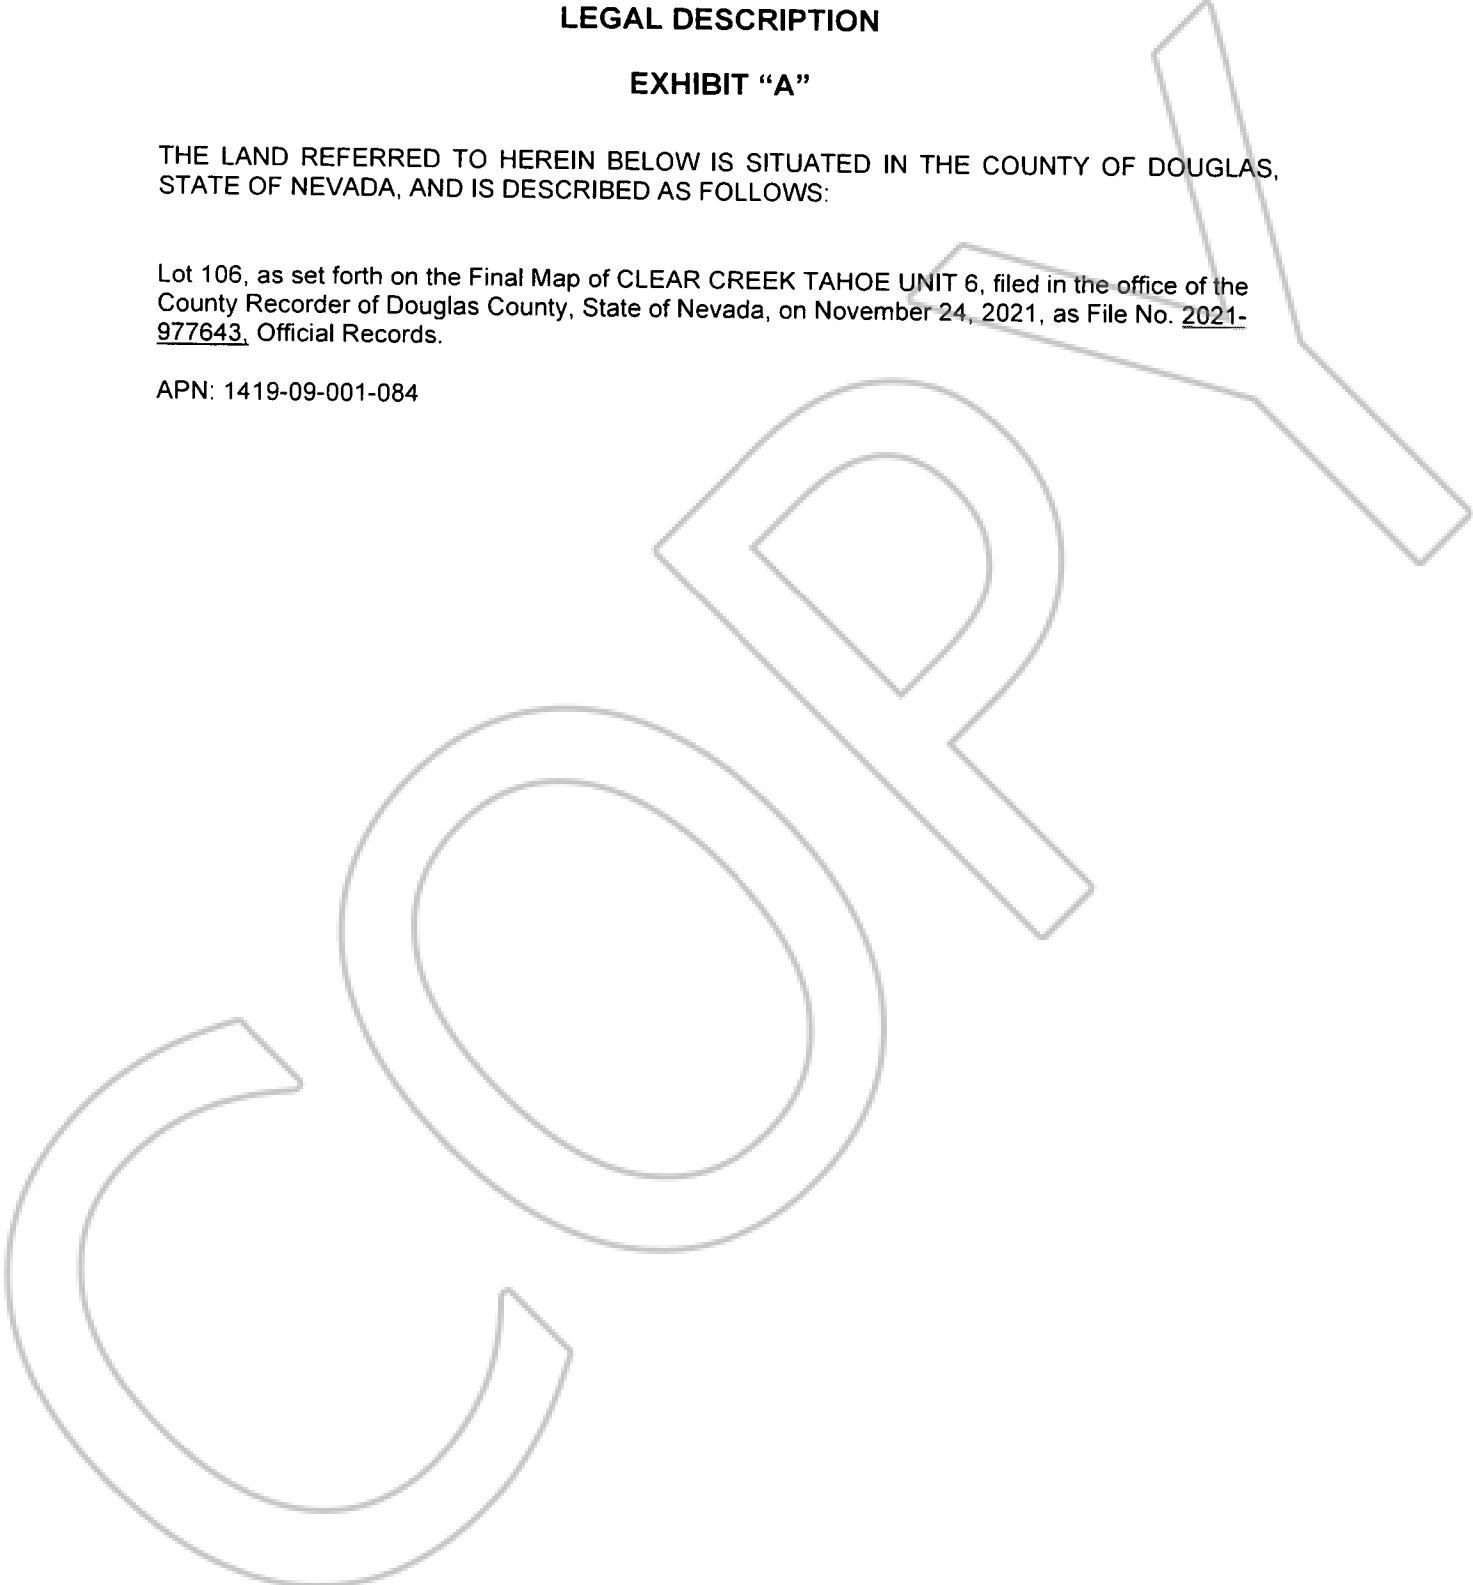 LEGAL DESCRIPTION
EXHIBIT “A”
THE LAND REFERRED TO HEREIN BELOW IS SITUATED IN THE COUNTY OF DOUGLAS,
STATE OF NEVADA, AND IS DESCRIBED AS FOLLOWS:
Lot 106, as set forth on the Final Map of CLEAR CREEK TAHOE UNIT 6, filed in the office of the
County Recorder of Douglas County, State of Nevada, on November 24, 2021, as File No. 2021-
977643, Official Records.
APN: 1419-09-001-084
COPY